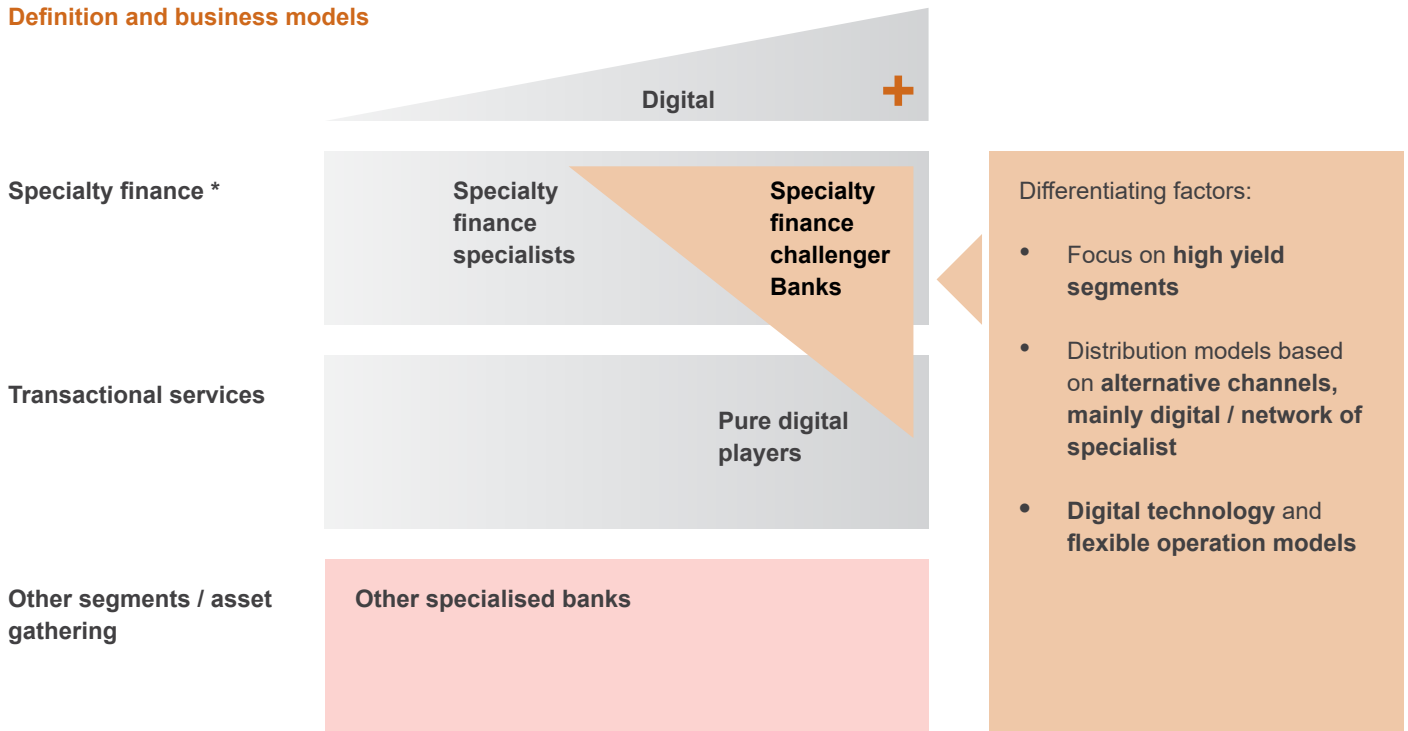 Definition and business models
Digital
+
Specialty finance *
Specialty
finance
specialists
Specialty
finance
challenger
Banks
Transactional services
Pure digital
players
Other segments / asset
gathering
Other specialised banks
Differentiating factors:
• Focus on high yield
segments
• Distribution models based
on alternative channels,
mainly digital / network of
specialist
• Digital technology and
flexible operation models